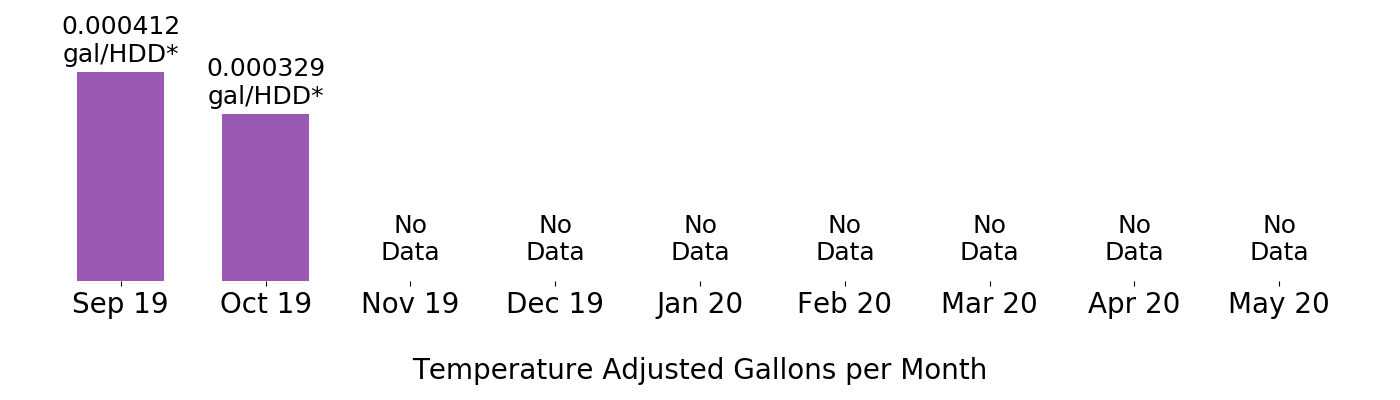 0.000412
gal/HDD*
0.000329
gal/HDD*
No
Data
No
Data
No
Data
No
Data
No
Data
No
Data
No
Data
Sep 19
Oct 19
Nov 19
Dec 19
Jan 20
Feb 20
Mar 20
Apr 20
May 20
Temperature Adjusted Gallons per Month